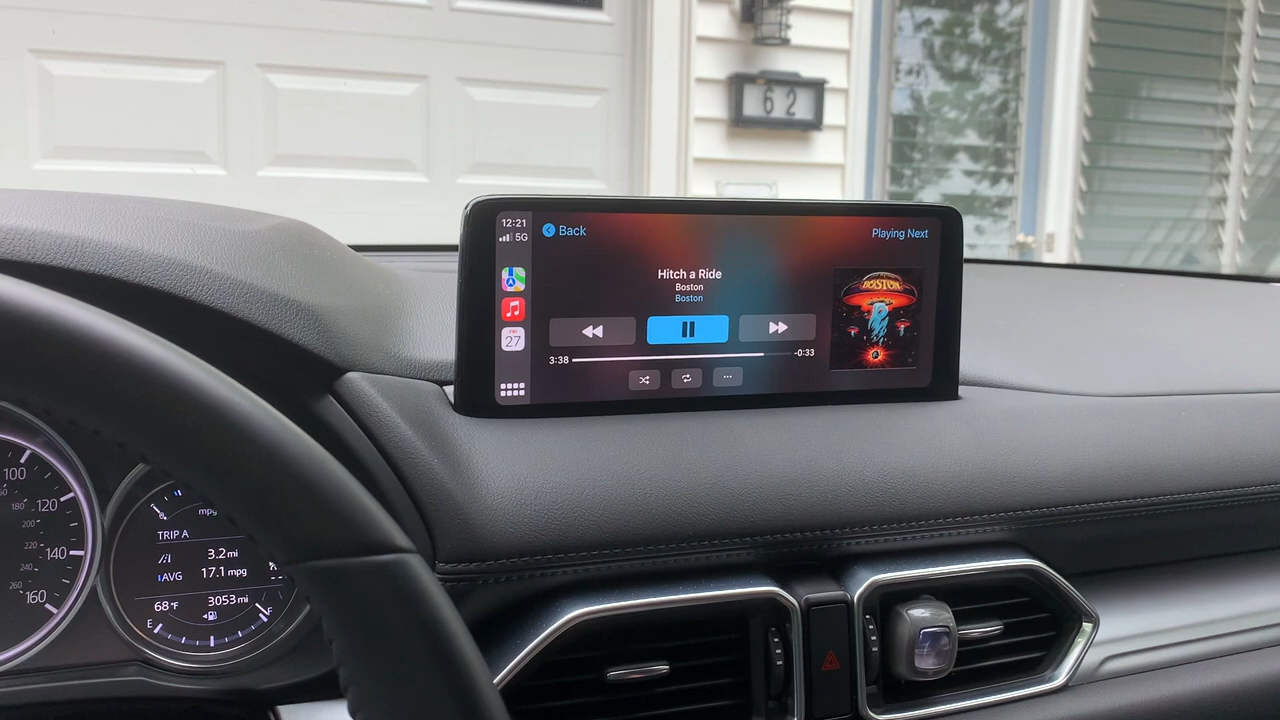 62
12:21
5G
Back
Playing Next
Hitch a Ride
Boston
Boston
FRI
27
3:38
-0:33
BOSTON
100
120
140
160
180
200
220
240
260
mpg
TRIP A
3.2 mi
AVG 17.1 mpg
68°F 3053 mi
E F